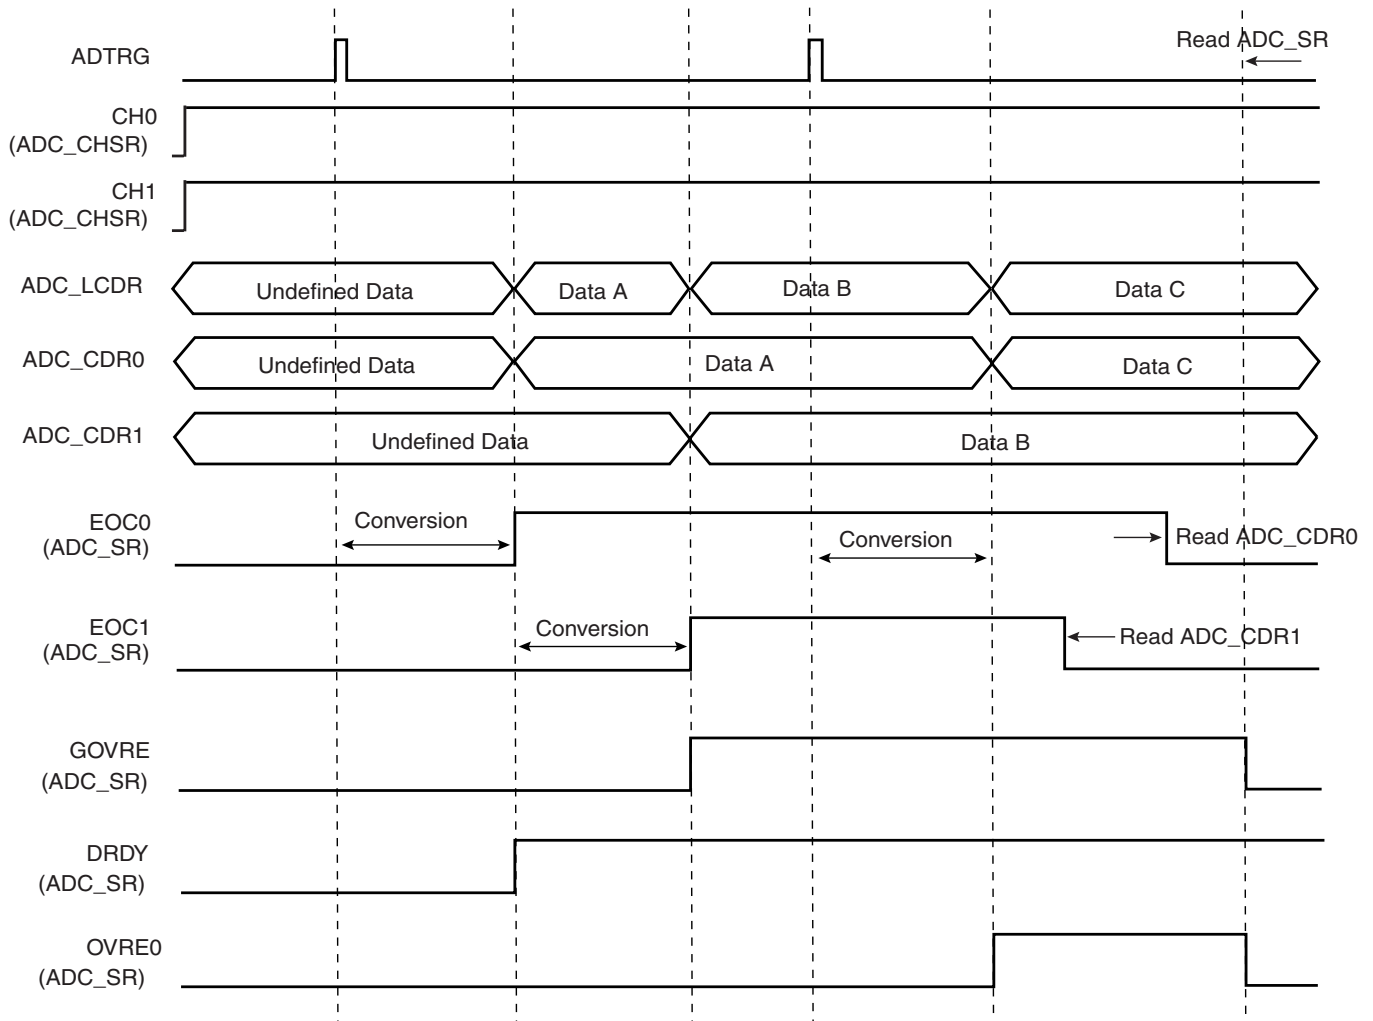 ADTRG
Read ADC_SR
CH0
(ADC_CHSR)
CH1
(ADC_CHSR)
ADC_LCDR
Undefined Data
Data A
Data B
Data C
ADC_CDR0
Undefined Data
Data A
Data C
ADC_CDR1
Undefined Data
Data B
EOC0
(ADC_SR)
Conversion
Conversion
Read ADC_CDR0
EOC1
(ADC_SR)
Conversion
Read ADC_CDR1
GOVRE
(ADC_SR)
DRDY
(ADC_SR)
OVRE0
(ADC_SR)